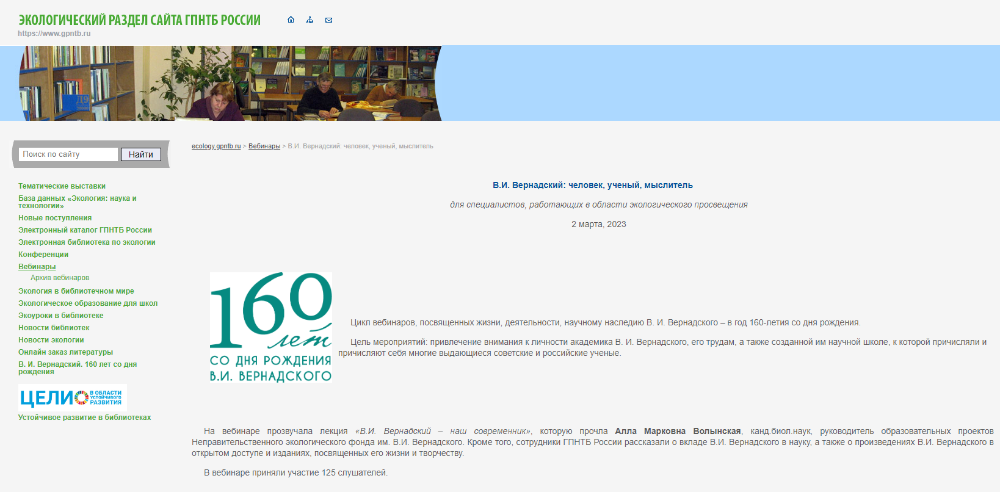 ЭКОЛОГИЧЕСКИЙ РАЗДЕЛ САЙТА ГПНТБ РОССИИ
https://www.gpntb.ru
Д9
Поиск по сайту
Найти
ecology.gpntb.ru > Вебинары > В.И. Вернадский: человек, ученый, мыслитель
Тематические выставки
База данных «Экология: наука и
технологии»
Новые поступления
Электронный каталог ГПНТБ России
Электронная библиотека по экологии
Конференции
Вебинары
Архив вебинаров
Экология в библиотечном мире
Экологическое образование для школ
Экоуроки в библиотеке
Новости библиотек
Новости экологии
Онлайн заказ литературы
В. И. Вернадский. 160 лет со дня
рождения
ЦЕЛИ В ОБЛАСТИ
УСТОЙЧИВОГО
РАЗВИТИЯ
Устойчивое развитие в библиотеках
В.И. Вернадский: человек, ученый, мыслитель
для специалистов, работающих в области экологического просвещения
2 марта, 2023
160
лет
СО ДНЯ РОЖДЕНИЯ
В.И. ВЕРНАДСКОГО
Цикл вебинаров, посвященных жизни, деятельности, научному наследию В. И. Вернадского – в год 160-летия со дня рождения.
Цель мероприятий: привлечение внимания к личности академика В. И. Вернадского, его трудам, а также созданной им научной школе, к которой причисляли и
причисляют себя многие выдающиеся советские и российские ученые.
На вебинаре прозвучала лекция «В.И. Вернадский – наш современник», которую прочла Алла Марковна Волынская, канд.биол.наук, руководитель образовательных проектов
Неправительственного экологического фонда им. В.И. Вернадского. Кроме того, сотрудники ГПНТБ России рассказали о вкладе В.И. Вернадского в науку, а также о произведениях В.И. Вернадского в
открытом доступе и изданиях, посвященных его жизни и творчеству.
В вебинаре приняли участие 125 слушателей.